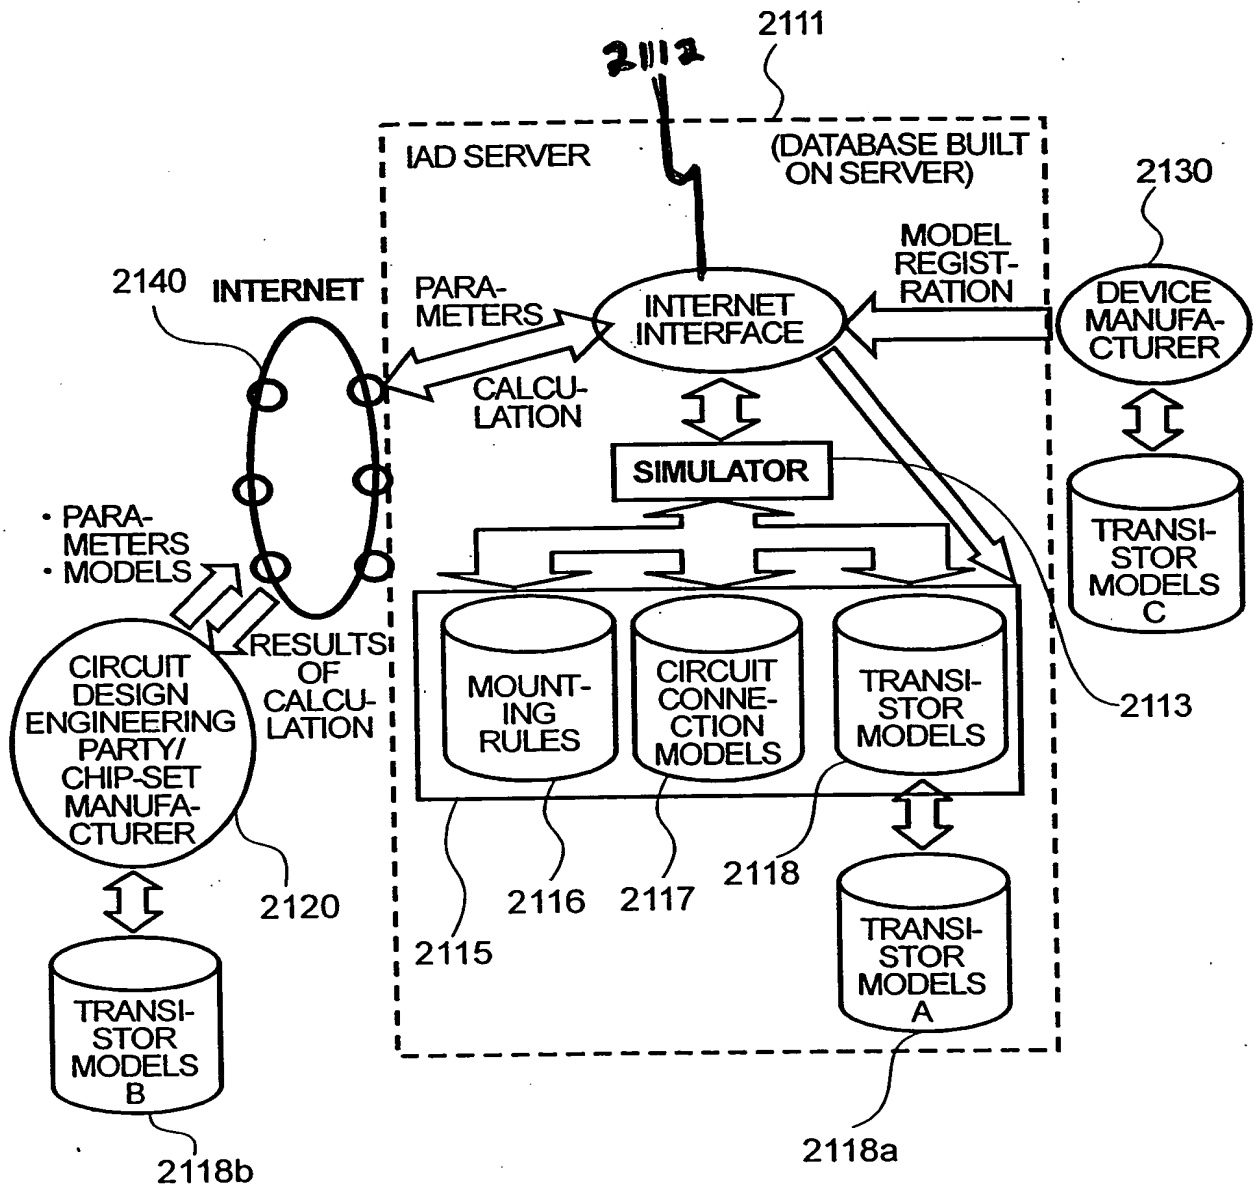 2111
2112
IAD SERVER
(DATABASE BUILT
ON SERVER)
2130
MODEL
REGIST-
RATION
2140
INTERNET
PARA-
METERS
INTERNET
INTERFACE
DEVICE
MANUFA-
CTURER
CALCU-
LATION
SIMULATOR
• PARA-
METERS
• MODELS
TRANSI-
STOR
MODELS
C
RESULTS
OF
CALCU-
LATION
CIRCUIT
DESIGN
ENGINEERING
PARTY/
CHIP-SET
MANUFA-
CTURER
MOUNT-
ING
RULES
CIRCUIT
CONNE-
CTION
MODELS
TRANSI-
STOR
MODELS
2113
2120
2115
2116
2117
2118
TRANSI-
STOR
MODELS
A
TRANSI-
STOR
MODELS
B
2118a
2118b